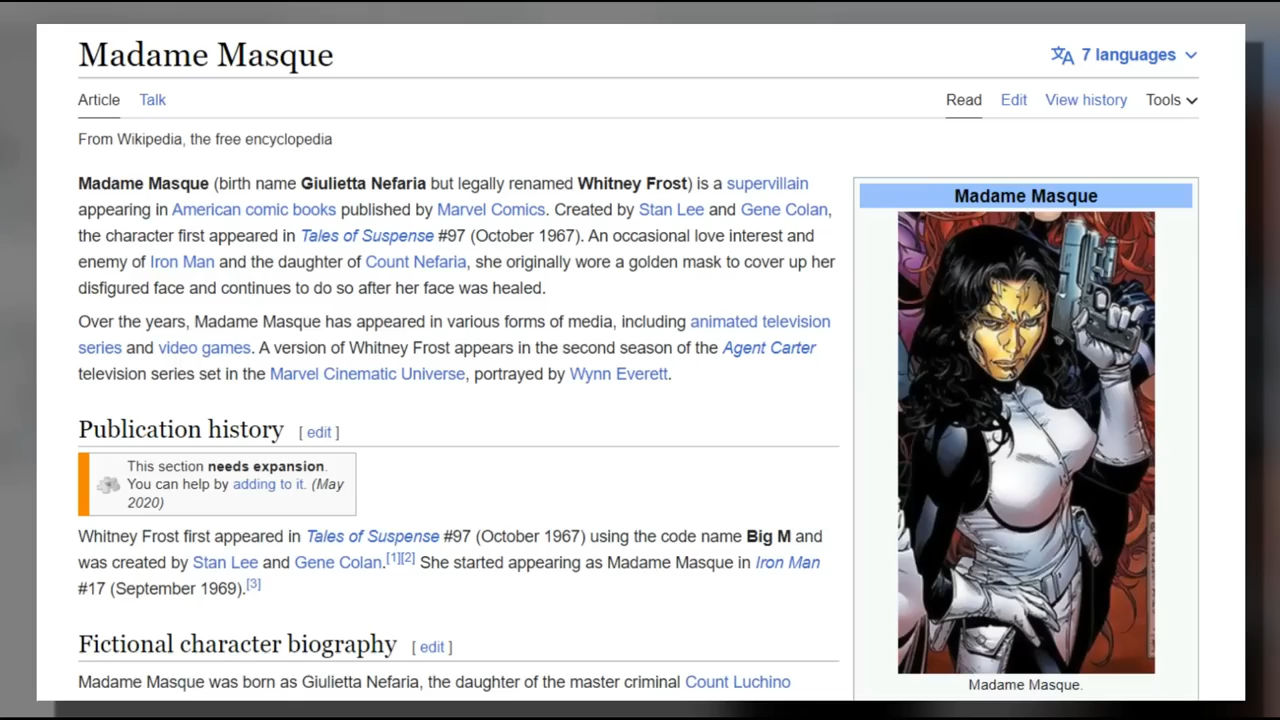 Madame Masque
7 languages
Article Talk
Read Edit View history Tools
From Wikipedia, the free encyclopedia
Madame Masque (birth name Giulietta Nefaria but legally renamed Whitney Frost) is a supervillain
appearing in American comic books published by Marvel Comics. Created by Stan Lee and Gene Colan,
the character first appeared in Tales of Suspense #97 (October 1967). An occasional love interest and
enemy of Iron Man and the daughter of Count Nefaria, she originally wore a golden mask to cover up her
disfigured face and continues to do so after her face was healed.
Over the years, Madame Masque has appeared in various forms of media, including animated television
series and video games. A version of Whitney Frost appears in the second season of the Agent Carter
television series set in the Marvel Cinematic Universe, portrayed by Wynn Everett.
Publication history [ edit ]
This section needs expansion.
You can help by adding to it. (May
2020)
Whitney Frost first appeared in Tales of Suspense #97 (October 1967) using the code name Big M and
was created by Stan Lee and Gene Colan.[1][2] She started appearing as Madame Masque in Iron Man
#17 (September 1969).[3]
Fictional character biography [ edit ]
Madame Masque was born as Giulietta Nefaria, the daughter of the master criminal Count Luchino
Madame Masque
Madame Masque.